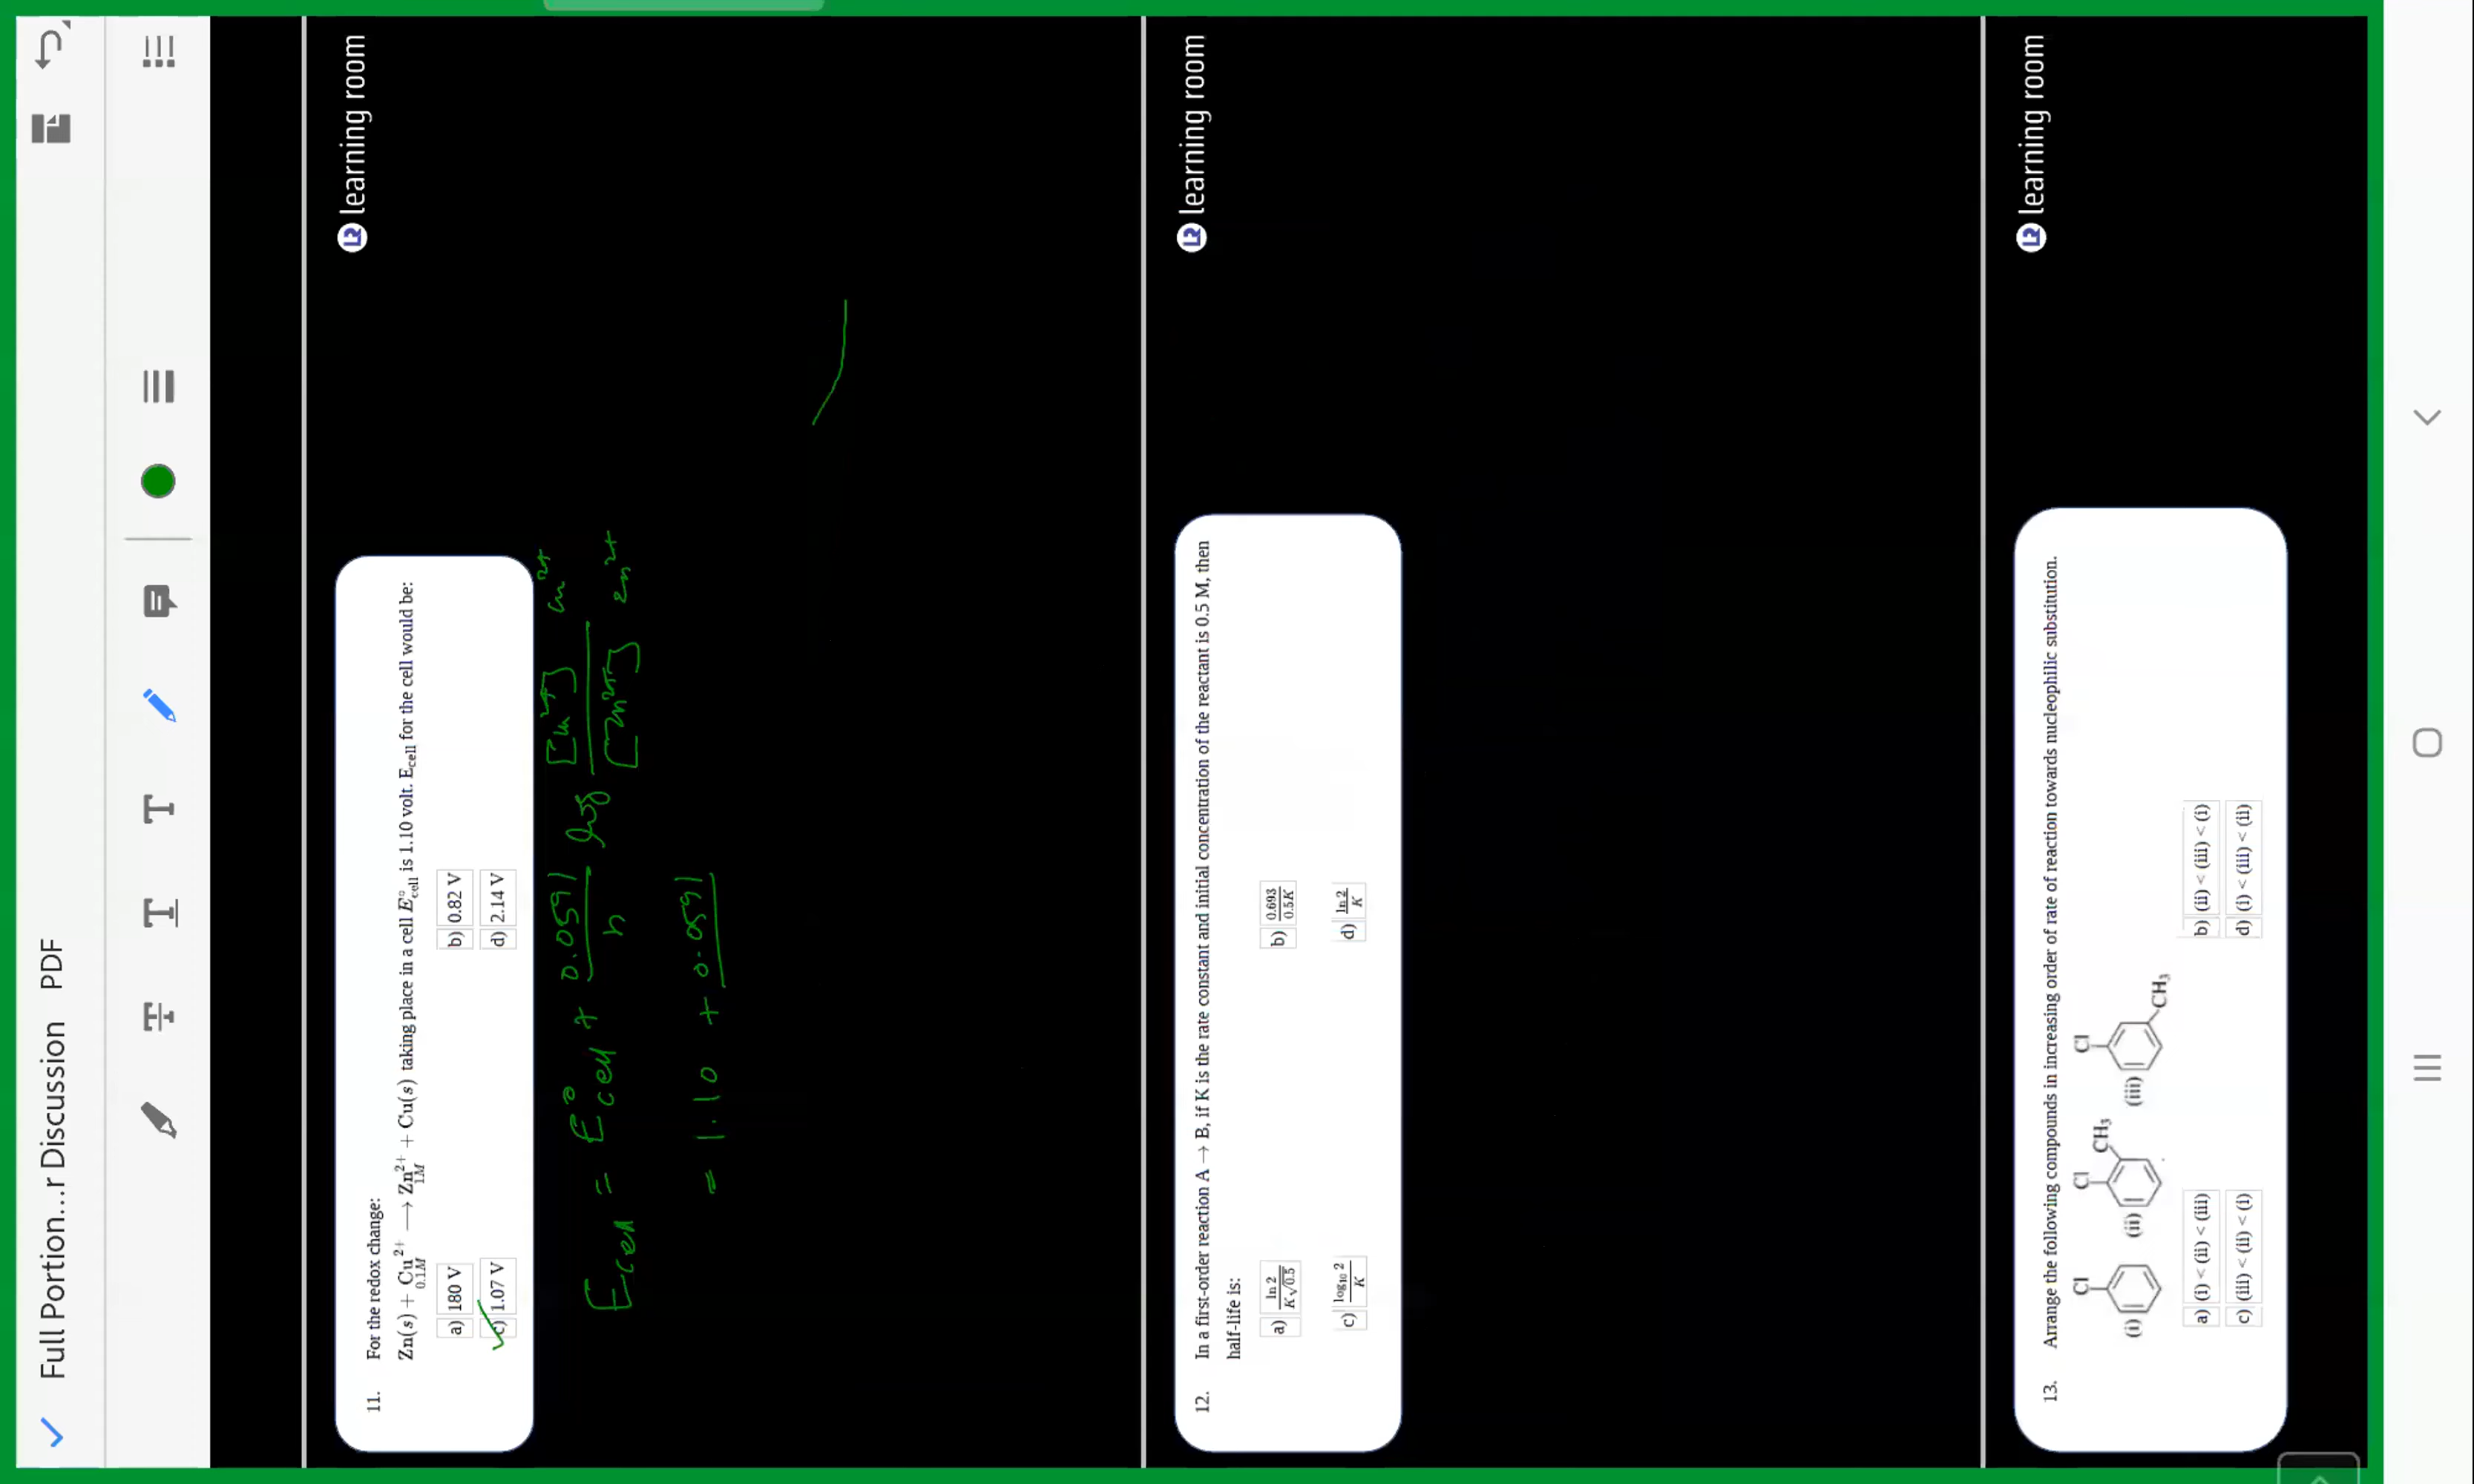 Full Portion...r Discussion PDF
learning room
11. For the redox change:
Zn(s) + Cu²⁺ ⟶ Zn²⁺ + Cu(s) taking place in a cell E°cell is 1.10 volt. Ecell for the cell would be:
0.1M 1M
a) 180 V b) 0.82 V
c) 1.07 V d) 2.14 V
Ecell = E°cell + 0.0591/n log [Cu²⁺]/[Zn²⁺] Cu²⁺ Zn²⁺
= 1.10 + 0.0591
learning room
12. In a first-order reaction A → B, if K is the rate constant and initial concentration of the reactant is 0.5 M, then
half-life is:
a) ln 2/K√0.5 b) 0.693/0.5K
c) log₁₀ 2/K d) ln 2/K
learning room
13. Arrange the following compounds in increasing order of rate of reaction towards nucleophilic substitution.
Cl Cl CH₃ Cl
(i) (ii) (iii) CH₃
a) (i) < (ii) < (iii) b) (ii) < (iii) < (i)
c) (iii) < (ii) < (i) d) (i) < (iii) < (ii)